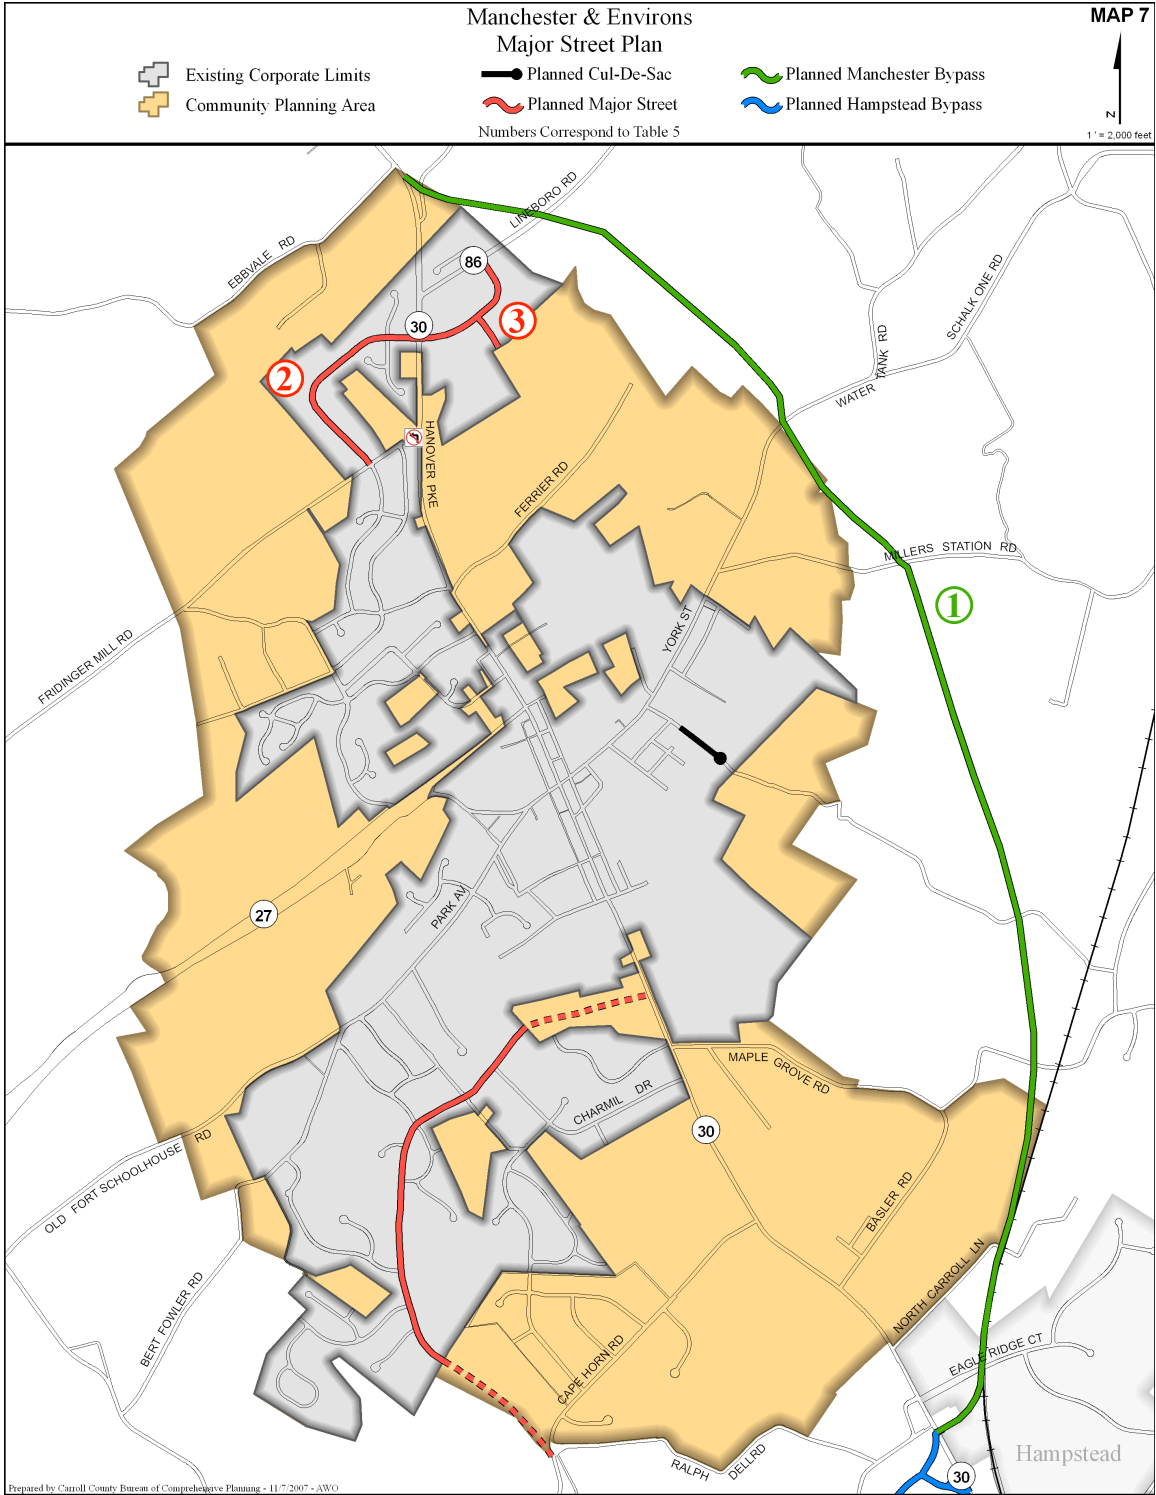 Manchester & Environs
Major Street Plan
MAP 7
Existing Corporate Limits
Community Planning Area
Planned Cul-De-Sac
Planned Major Street
Numbers Correspond to Table 5
Planned Manchester Bypass
Planned Hampstead Bypass
N
1 ' = 2,000 feet
LINEBORO RD
EBBVALE RD
86
30
3
2
SCHALK ONE RD
WATER TANK RD
HANOVER PKE
FERRIER RD
MILLERS STATION RD
1
YORK ST
FRIDINGER MILL RD
27
PARK AV
MAPLE GROVE RD
CHARMIL DR
30
OLD FORT SCHOOLHOUSE RD
BASLER RD
NORTH CARROLL LN
BERT FOWLER RD
EAGLE RIDGE CT
CAPE HORN RD
RALPH DELL RD
Hampstead
30
Prepared by Carroll County Bureau of Comprehensive Planning - 11/7/2007 - AWO